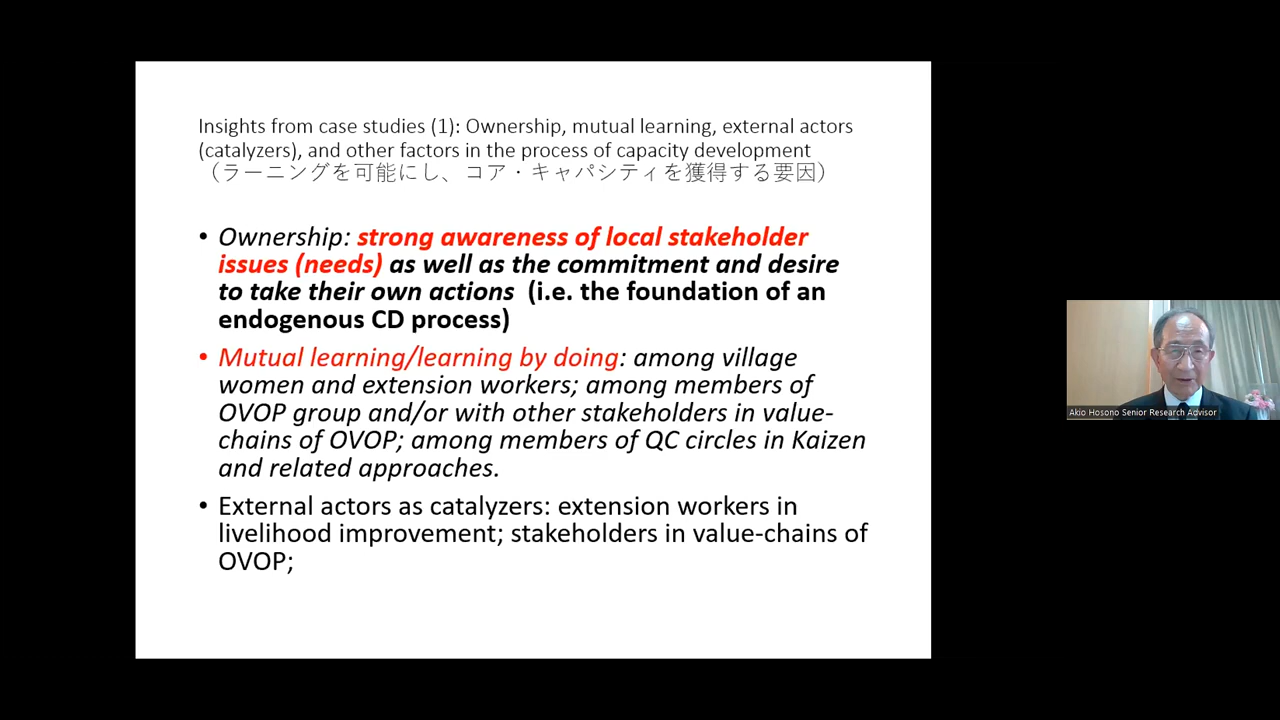 Insights from case studies (1): Ownership, mutual learning, external actors
(catalyzers), and other factors in the process of capacity development
（ラーニングを可能にし、コア・キャパシティを獲得する要因）
• Ownership: strong awareness of local stakeholder
issues (needs) as well as the commitment and desire
to take their own actions (i.e. the foundation of an
endogenous CD process)
• Mutual learning/learning by doing: among village
women and extension workers; among members of
OVOP group and/or with other stakeholders in value-
chains of OVOP; among members of QC circles in Kaizen
and related approaches.
• External actors as catalyzers: extension workers in
livelihood improvement; stakeholders in value-chains of
OVOP;
Akio Hosono Senior Research Advisor